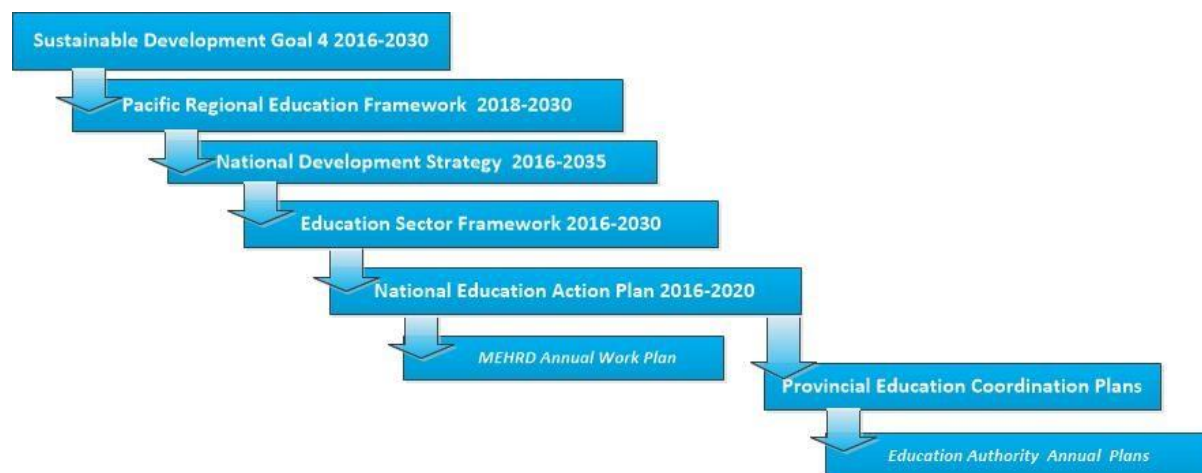 Sustainable Development Goal 4 2016-2030
Pacific Regional Education Framework 2018-2030
National Development Strategy 2016-2035
Education Sector Framework 2016-2030
National Education Action Plan 2016-2020
MEHRD Annual Work Plan
Provincial Education Coordination Plans
Education Authority Annual Plans